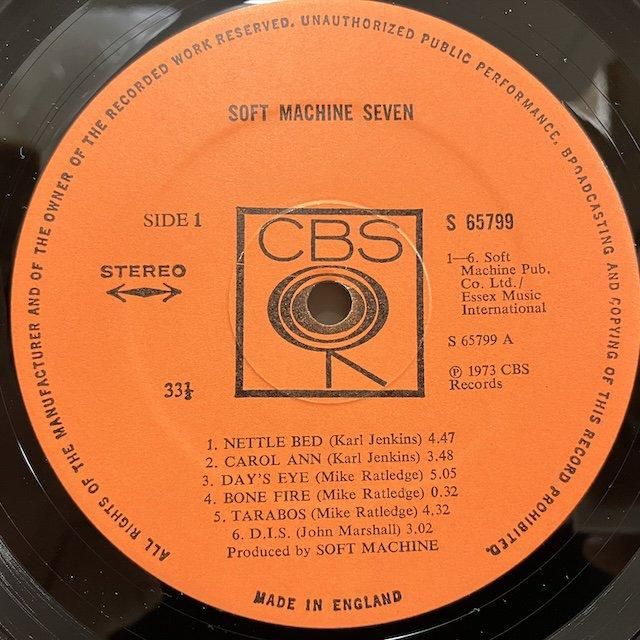 ALL RIGHTS OF THE MANUFACTURER AND OF THE OWNER OF THE RECORDED WORK RESERVED. UNAUTHORIZED PUBLIC PERFORMANCE, BROADCASTING AND COPYING OF THIS RECORD PROHIBITED.
SOFT MACHINE SEVEN
SIDE 1
STEREO
33⅓
CBS
S 65799
1—6. Soft
Machine Pub.
Co. Ltd./
Essex Music
International
S 65799 A
℗ 1973 CBS
Records
1. NETTLE BED (Karl Jenkins) 4.47
2. CAROL ANN (Karl Jenkins) 3.48
3. DAY'S EYE (Mike Ratledge) 5.05
4. BONE FIRE (Mike Ratledge) 0.32
5. TARABOS (Mike Ratledge) 4.32
6. D.I.S. (John Marshall) 3.02
Produced by SOFT MACHINE
MADE IN ENGLAND